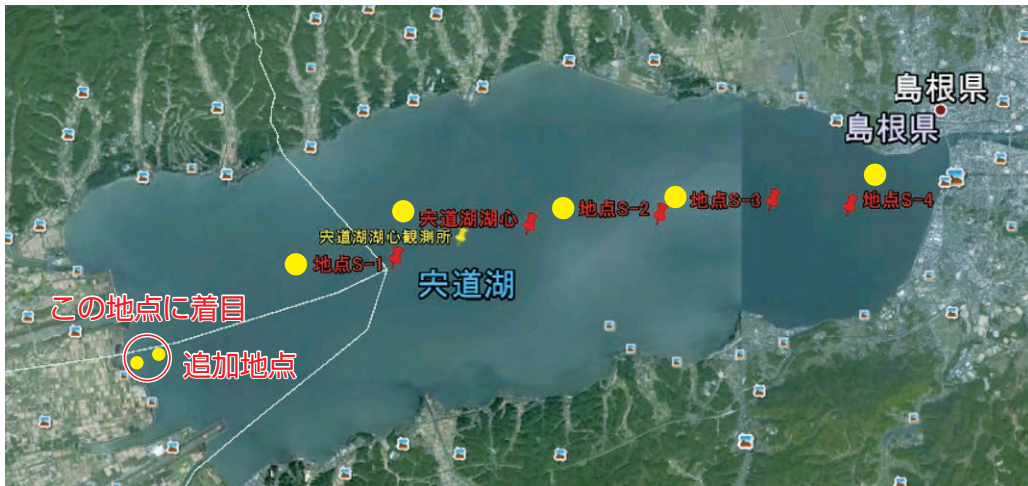 島根県
島根県
地点S-3
地点S-4
地点S-2
宍道湖湖心
宍道湖湖心観測所
地点S-1
宍道湖
この地点に着目
追加地点